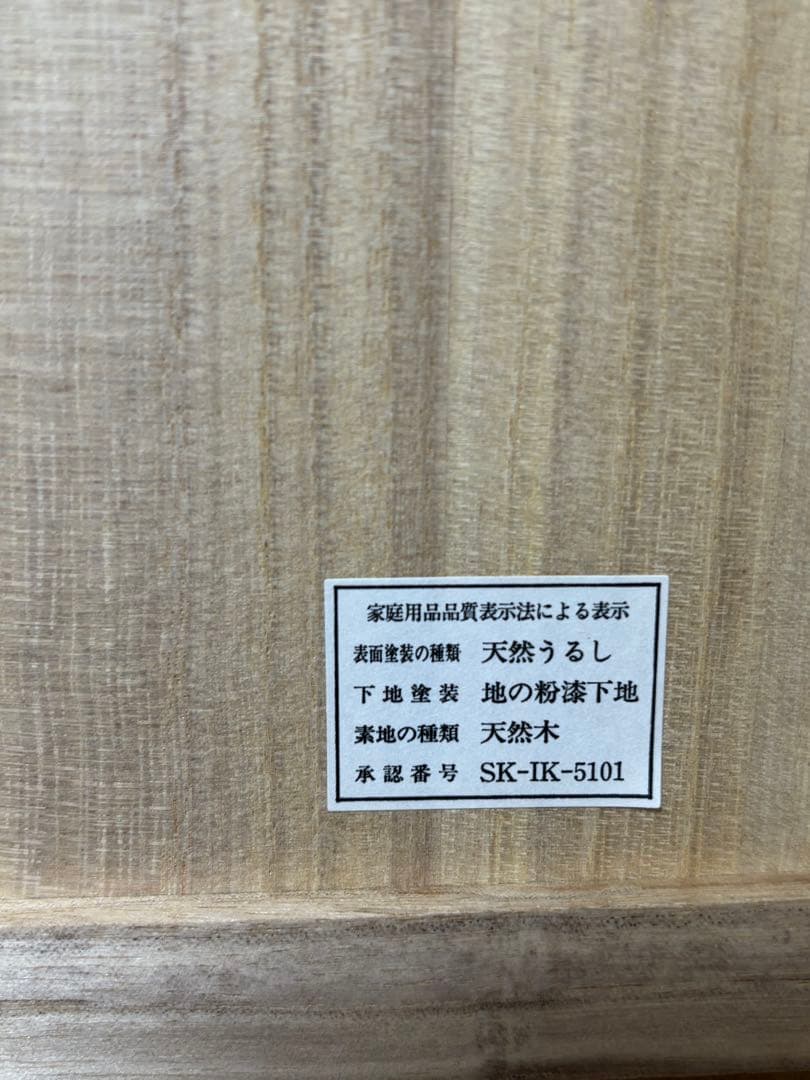 家庭用品品質表示法による表示
表面塗装の種類 天然うるし
下地塗装 地の粉漆下地
素地の種類 天然木
承認番号 SK-IK-5101